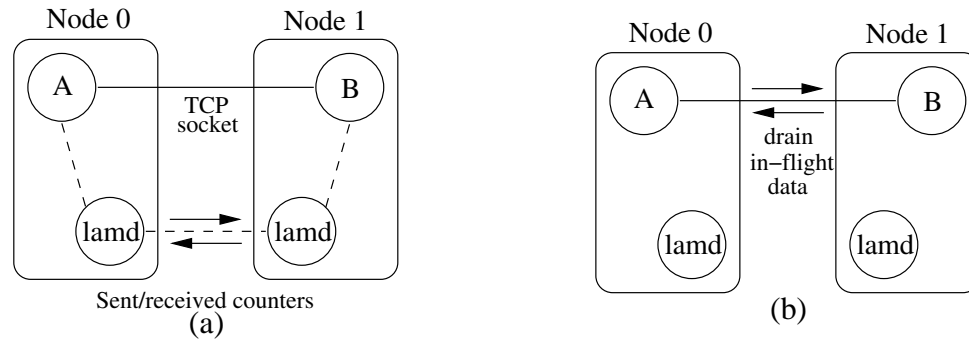 Node 0
Node 1
A
B
TCP
socket
lamd
lamd
Sent/received counters
(a)
Node 0
Node 1
A
B
drain
in-flight
data
lamd
lamd
(b)